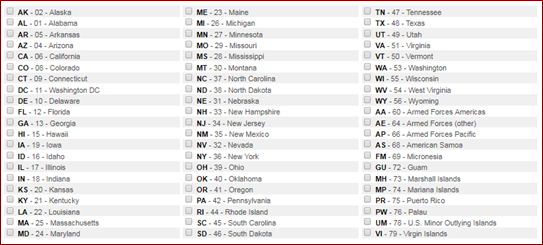 AK - 02 - Alaska
AL - 01 - Alabama
AR - 05 - Arkansas
AZ - 04 - Arizona
CA - 06 - California
CO - 08 - Colorado
CT - 09 - Connecticut
DC - 11 - Washington DC
DE - 10 - Delaware
FL - 12 - Florida
GA - 13 - Georgia
HI - 15 - Hawaii
IA - 19 - Iowa
ID - 16 - Idaho
IL - 17 - Illinois
IN - 18 - Indiana
KS - 20 - Kansas
KY - 21 - Kentucky
LA - 22 - Louisiana
MA - 25 - Massachusetts
MD - 24 - Maryland
ME - 23 - Maine
MI - 26 - Michigan
MN - 27 - Minnesota
MO - 29 - Missouri
MS - 28 - Mississippi
MT - 30 - Montana
NC - 37 - North Carolina
ND - 38 - North Dakota
NE - 31 - Nebraska
NH - 33 - New Hampshire
NJ - 34 - New Jersey
NM - 35 - New Mexico
NV - 32 - Nevada
NY - 36 - New York
OH - 39 - Ohio
OK - 40 - Oklahoma
OR - 41 - Oregon
PA - 42 - Pennsylvania
RI - 44 - Rhode Island
SC - 45 - South Carolina
SD - 46 - South Dakota
TN - 47 - Tennessee
TX - 48 - Texas
UT - 49 - Utah
VA - 51 - Virginia
VT - 50 - Vermont
WA - 53 - Washington
WI - 55 - Wisconsin
WV - 54 - West Virginia
WY - 56 - Wyoming
AA - 60 - Armed Forces Americas
AE - 64 - Armed Forces (other)
AP - 66 - Armed Forces Pacific
AS - 68 - American Samoa
FM - 69 - Micronesia
GU - 72 - Guam
MH - 73 - Marshall Islands
MP - 74 - Mariana Islands
PR - 75 - Puerto Rico
PW - 76 - Palau
UM - 78 - U.S. Minor Outlying Islands
VI - 79 - Virgin Islands